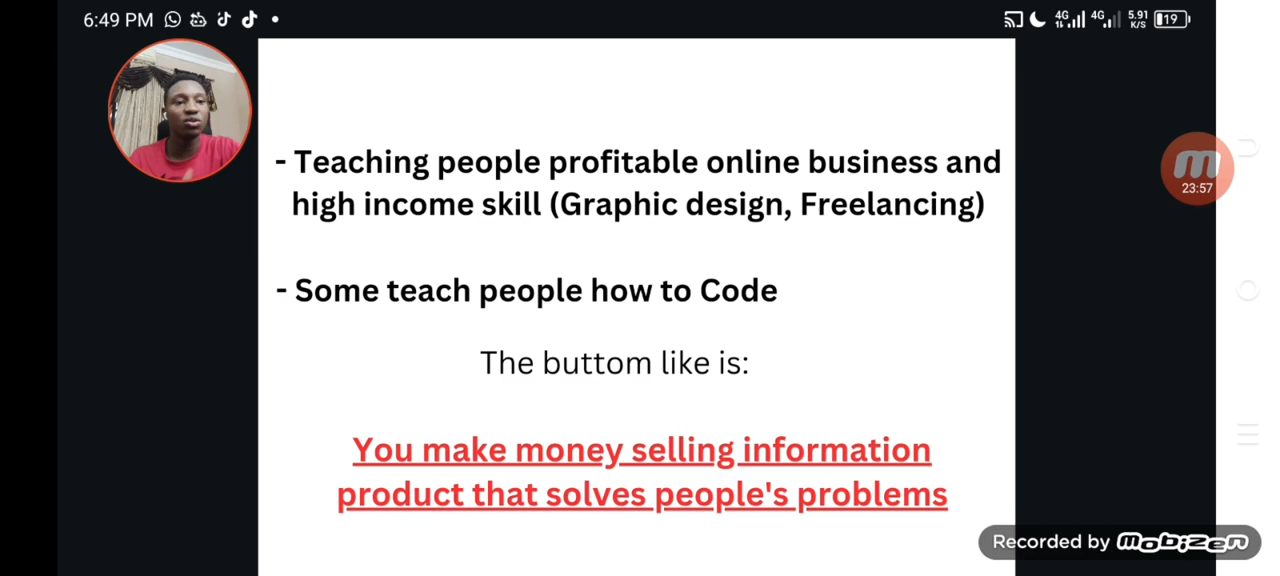 6:49 PM 4G 4G 5.91 K/S 19
- Teaching people profitable online business and
high income skill (Graphic design, Freelancing)
23:57
- Some teach people how to Code
The buttom like is:
You make money selling information
product that solves people's problems
Recorded by mobizen